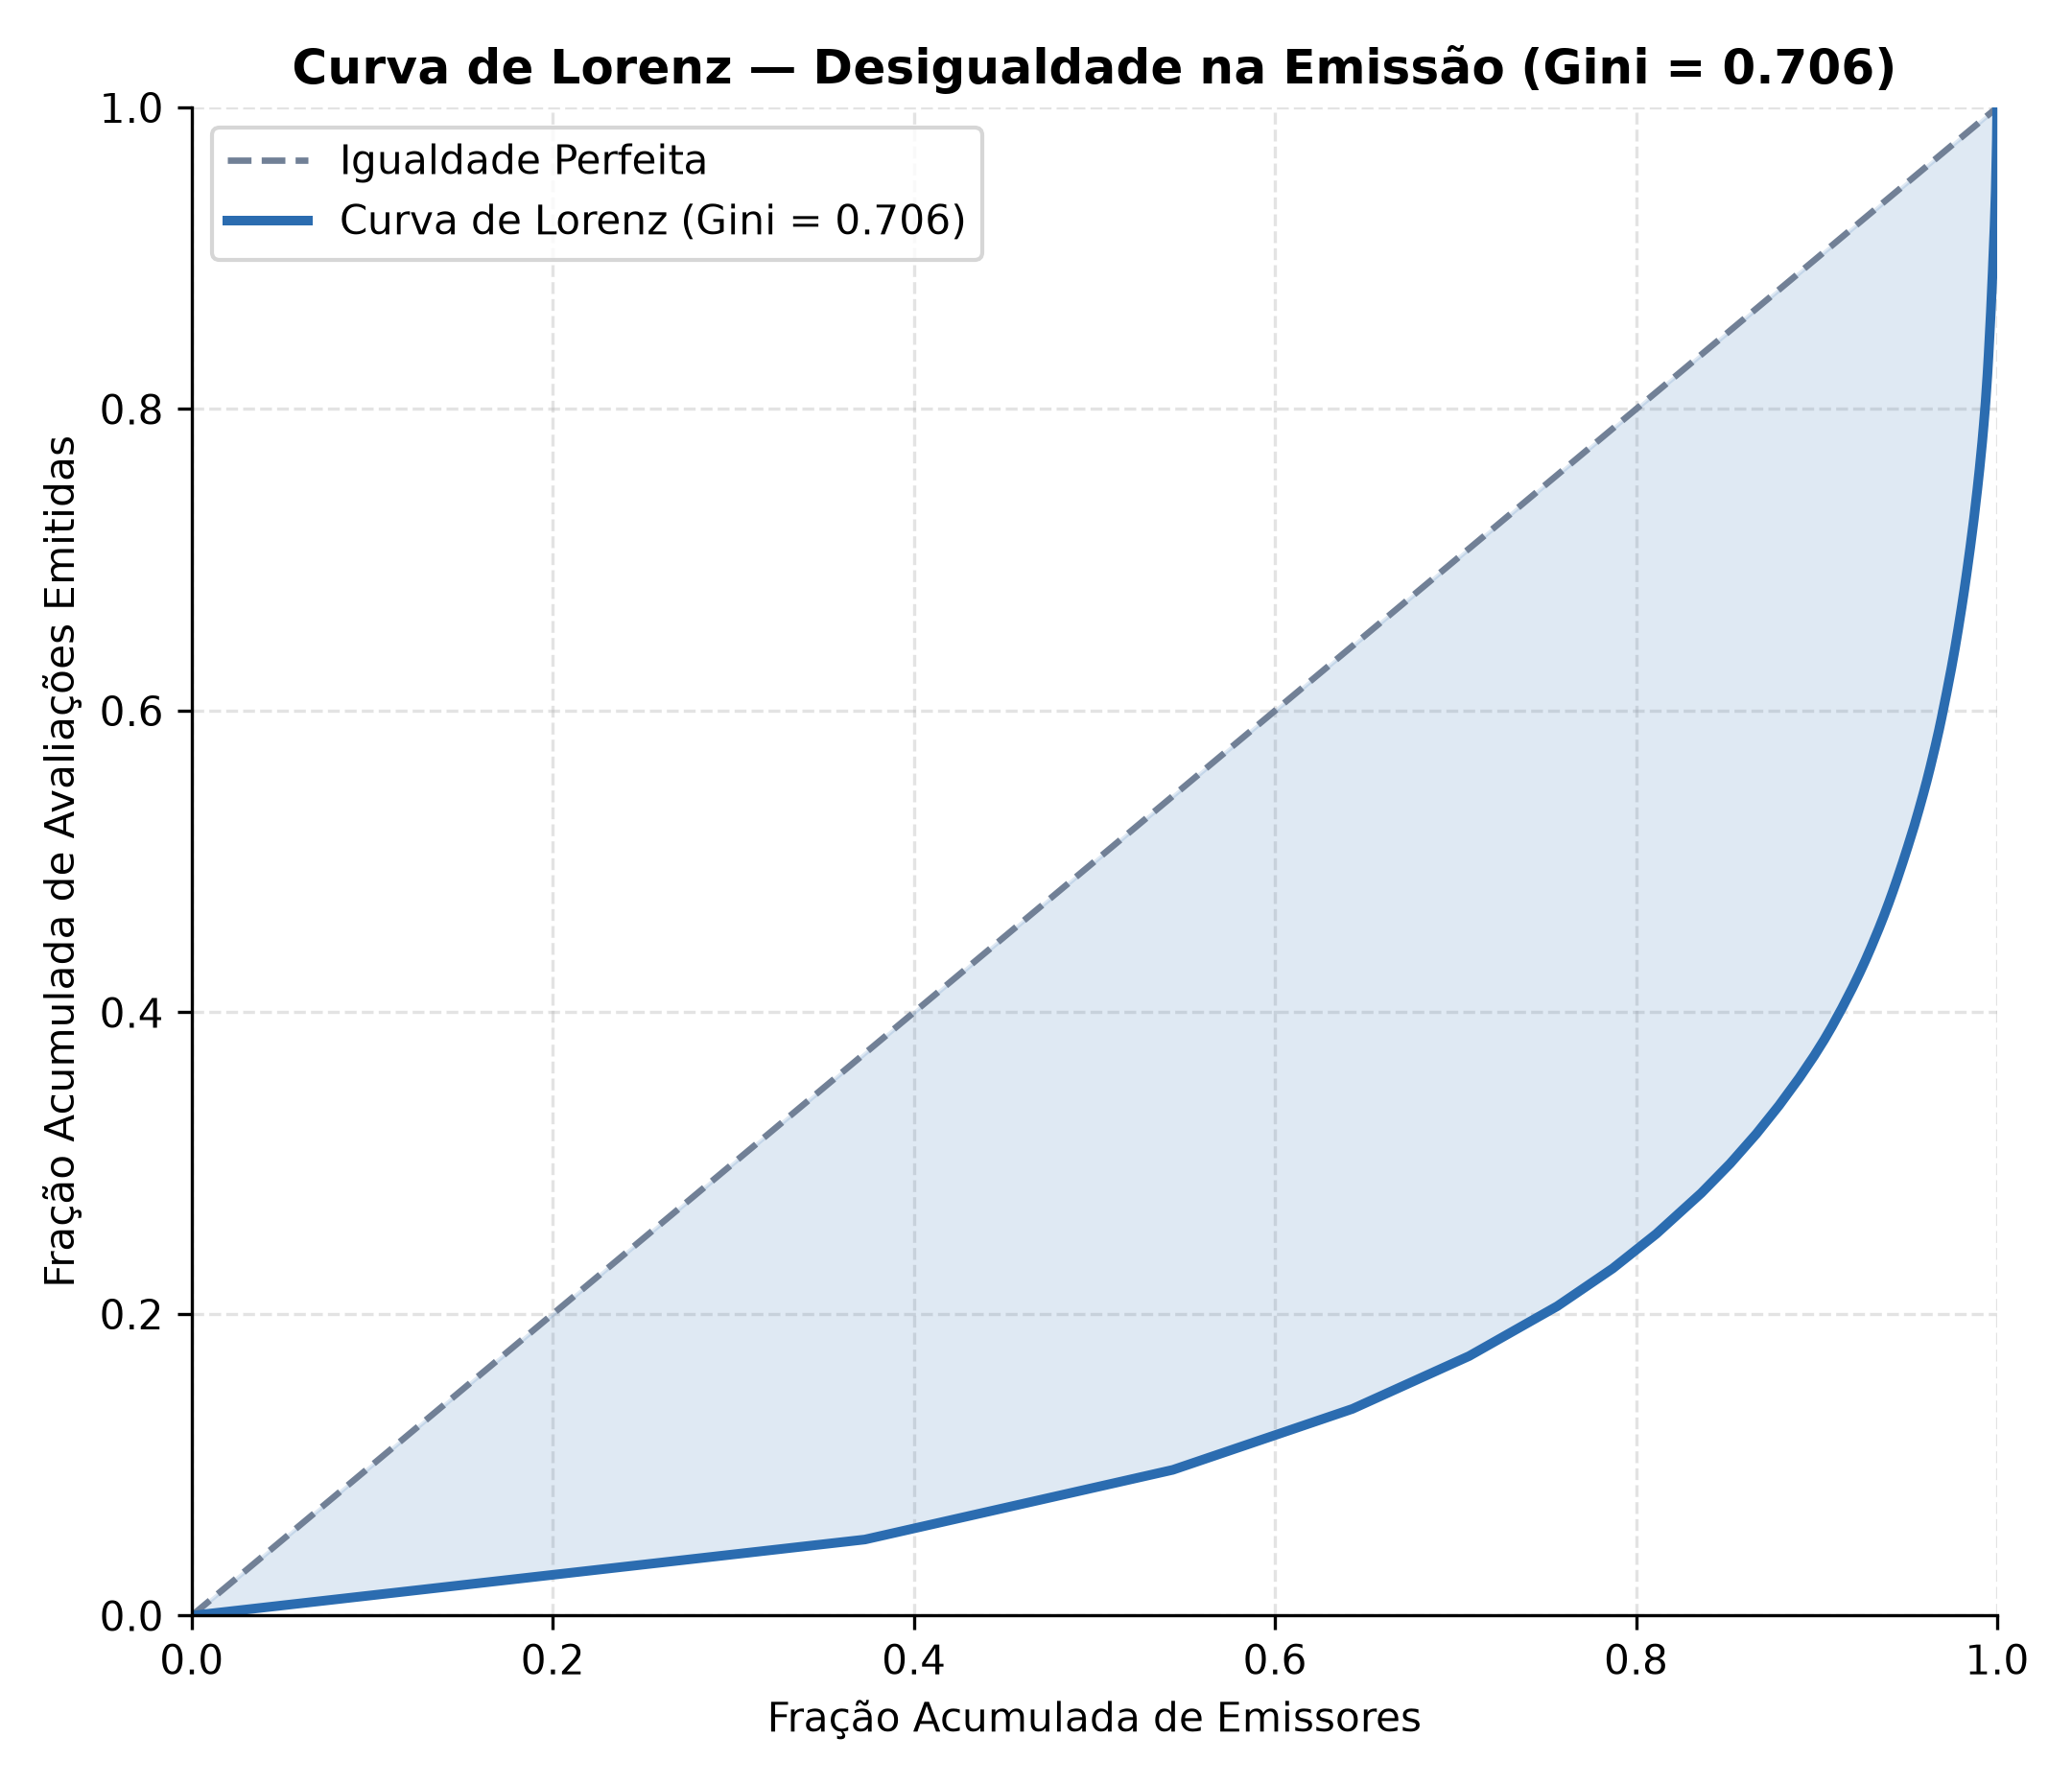 Curva de Lorenz — Desigualdade na Emissão (Gini = 0.706)
Igualdade Perfeita
Curva de Lorenz (Gini = 0.706)
Fração Acumulada de Avaliações Emitidas
1.0
0.8
0.6
0.4
0.2
0.0
0.0 0.2 0.4 0.6 0.8 1.0
Fração Acumulada de Emissores